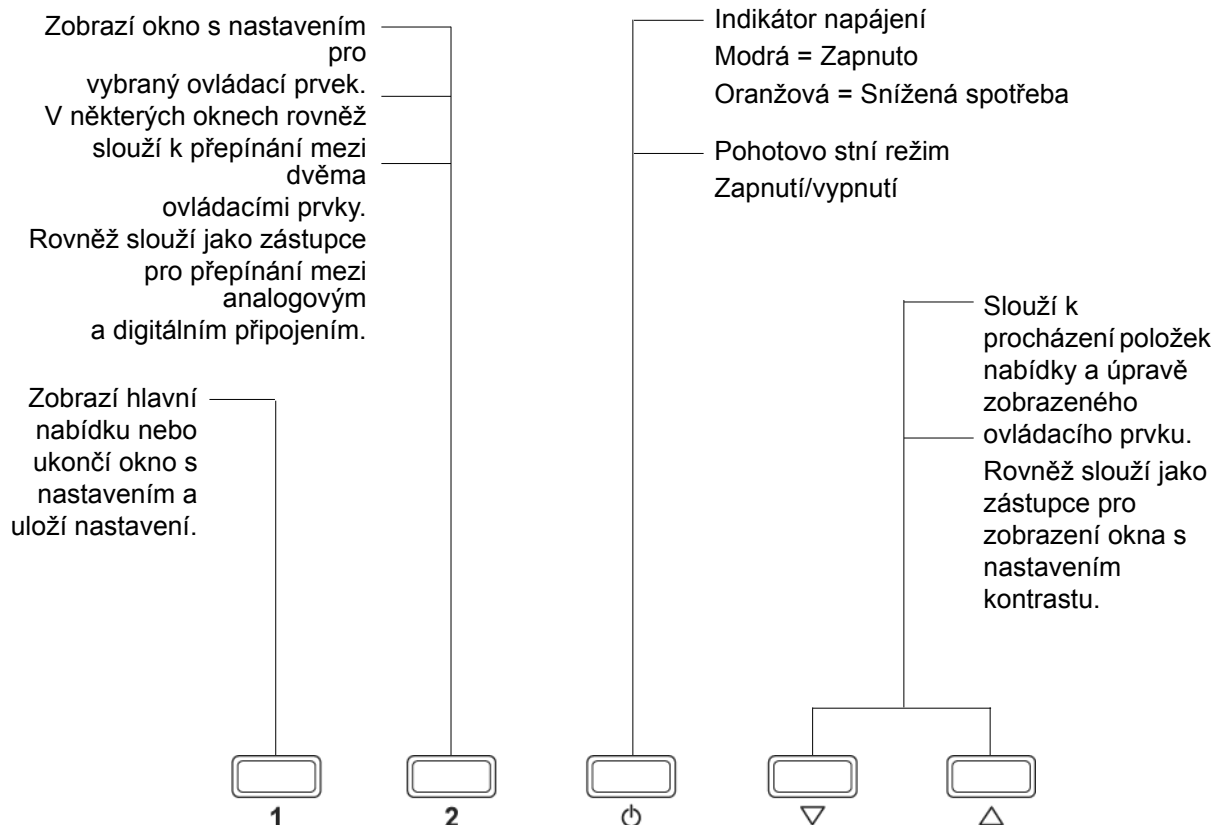 Zobrazí okno s nastavením
pro
vybraný ovládací prvek.
V některých oknech rovněž
slouží k přepínání mezi
dvěma
ovládacími prvky.
Rovněž slouží jako zástupce
pro přepínání mezi
analogovým
a digitálním připojením.
Zobrazí hlavní
nabídku nebo
ukončí okno s
nastavením a
uloží nastavení.
Indikátor napájení
Modrá = Zapnuto
Oranžová = Snížená spotřeba
Pohotovo stní režim
Zapnutí/vypnutí
Slouží k
procházení položek
nabídky a úpravě
zobrazeného
ovládacího prvku.
Rovněž slouží jako
zástupce pro
zobrazení okna s
nastavením
kontrastu.
1
2